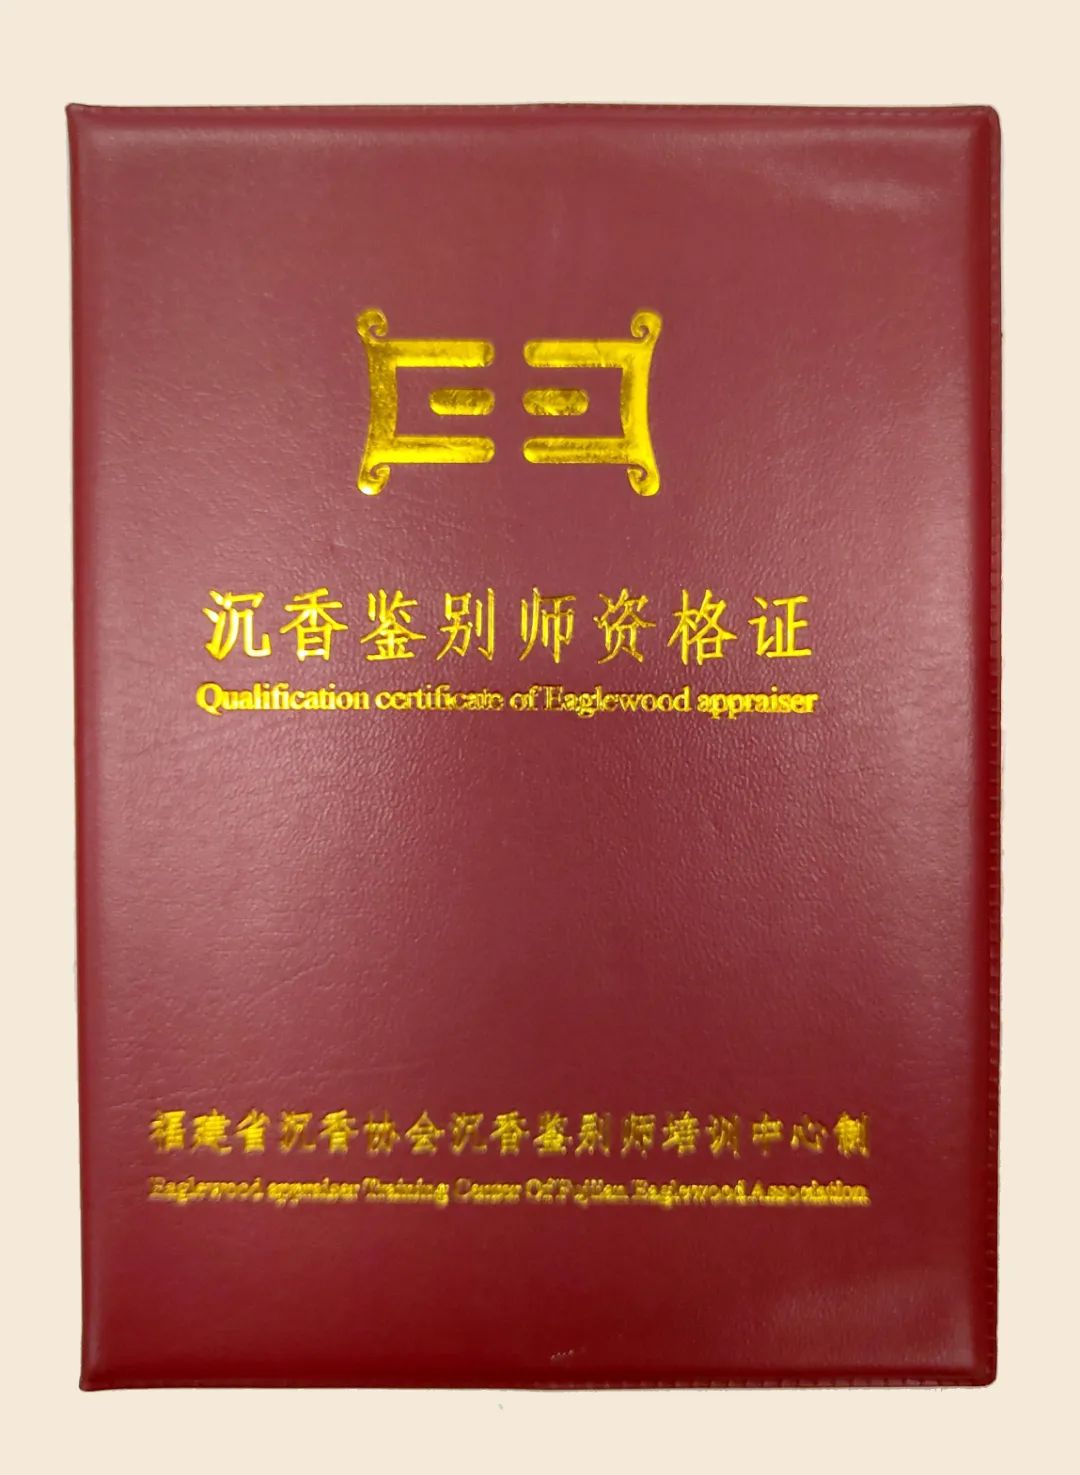 沉香鉴别师资格证
Qualification certificate of Eaglewood appraiser
福建省沉香协会沉香鉴别师培训中心制
Eaglewood appraiser Training Center Of Fujian Eaglewood Association